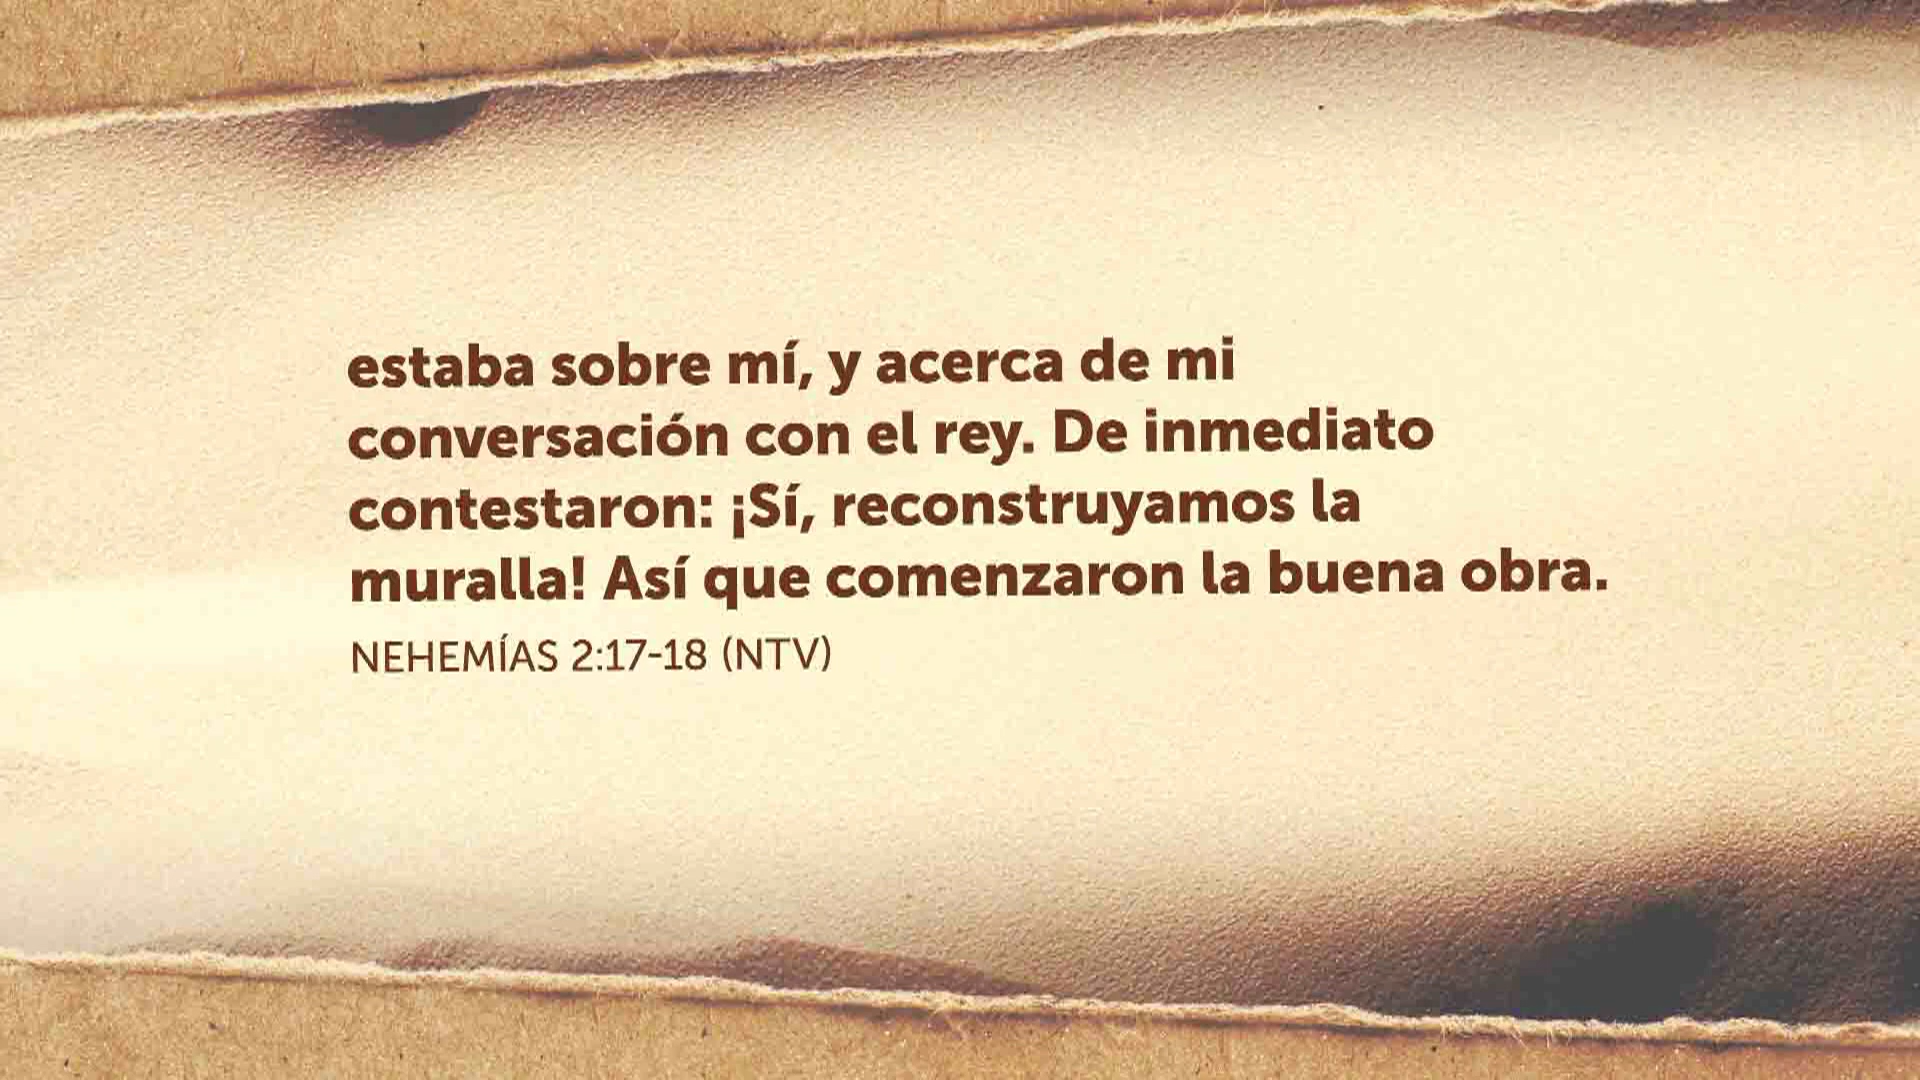 estaba sobre mí, y acerca de mi
conversación con el rey. De inmediato
contestaron: ¡Sí, reconstruyamos la
muralla! Así que comenzaron la buena obra.
NEHEMÍAS 2:17-18 (NTV)